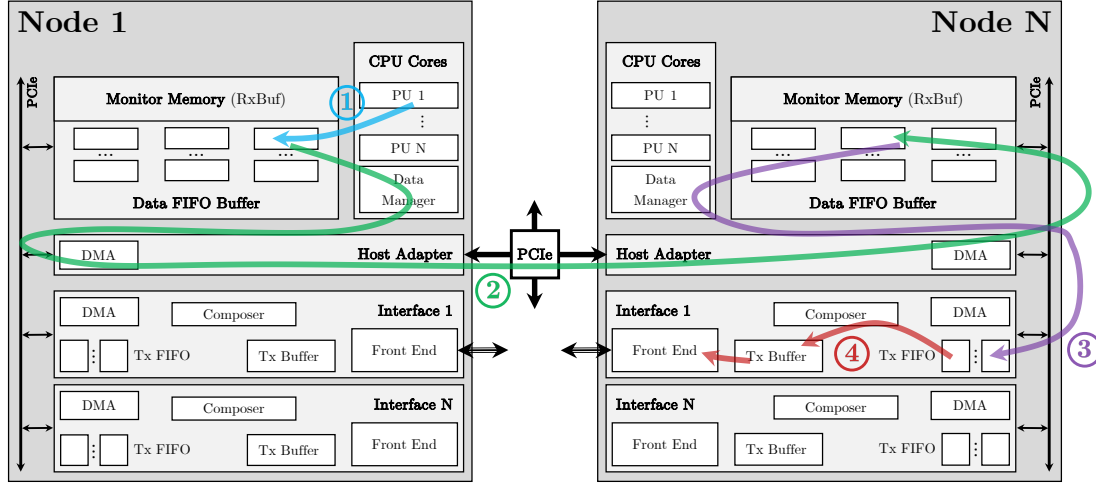 Node 1
PCIe
CPU Cores
PU 1
⋮
PU N
Data
Manager
Monitor Memory (RxBuf)
...
...
...
Data FIFO Buffer
1
DMA
Host Adapter
2
Interface 1
DMA
Composer
⋮
Tx FIFO
Tx Buffer
Front End
Interface N
DMA
Composer
⋮
Tx FIFO
Tx Buffer
Front End
PCIe
Node N
CPU Cores
PU 1
⋮
PU N
Data
Manager
Monitor Memory (RxBuf)
...
...
...
Data FIFO Buffer
PCIe
Host Adapter
DMA
Interface 1
Composer
DMA
Front End
Tx Buffer
4
Tx FIFO
⋮
3
Interface N
Composer
DMA
Front End
Tx Buffer
Tx FIFO
⋮